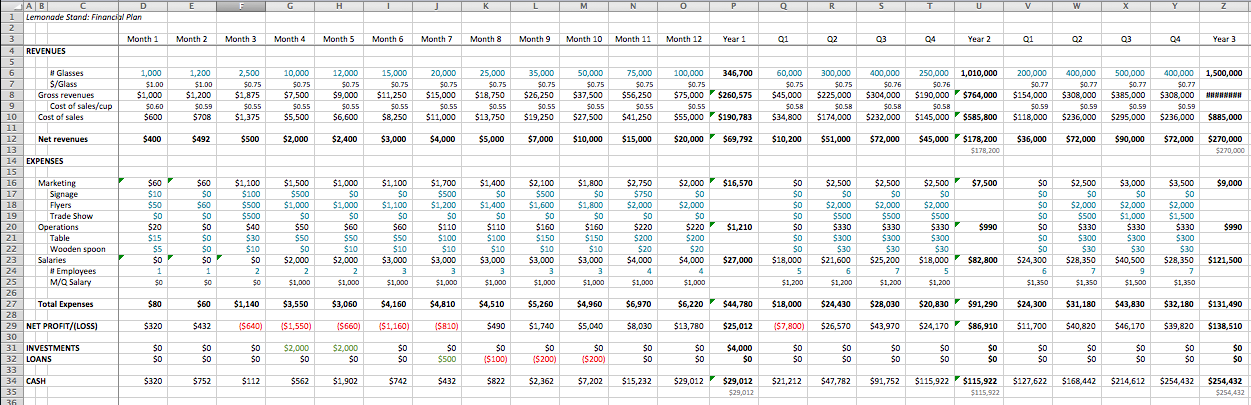 A B C D E F G H I J K L M N O P Q R S T U V W X Y Z
1 Lemonade Stand: Financial Plan
2
3 Month 1 Month 2 Month 3 Month 4 Month 5 Month 6 Month 7 Month 8 Month 9 Month 10 Month 11 Month 12 Year 1 Q1 Q2 Q3 Q4 Year 2 Q1 Q2 Q3 Q4 Year 3
4 REVENUES
5
6 # Glasses 1,000 1,200 2,500 10,000 12,000 15,000 20,000 25,000 35,000 50,000 75,000 100,000 346,700 60,000 300,000 400,000 250,000 1,010,000 200,000 400,000 500,000 400,000 1,500,000
7 $/Glass $1.00 $1.00 $0.75 $0.75 $0.75 $0.75 $0.75 $0.75 $0.75 $0.75 $0.75 $0.75 $0.75 $0.75 $0.76 $0.76 $0.77 $0.77 $0.77 $0.77
8 Gross revenues $1,000 $1,200 $1,875 $7,500 $9,000 $11,250 $15,000 $18,750 $26,250 $37,500 $56,250 $75,000 $260,575 $45,000 $225,000 $304,000 $190,000 $764,000 $154,000 $308,000 $385,000 $308,000 ########
9 Cost of sales/cup $0.60 $0.59 $0.55 $0.55 $0.55 $0.55 $0.55 $0.55 $0.55 $0.55 $0.55 $0.55 $0.58 $0.58 $0.58 $0.58 $0.59 $0.59 $0.59 $0.59
10 Cost of sales $600 $708 $1,375 $5,500 $6,600 $8,250 $11,000 $13,750 $19,250 $27,500 $41,250 $55,000 $190,783 $34,800 $174,000 $232,000 $145,000 $585,800 $118,000 $236,000 $295,000 $236,000 $885,000
11
12 Net revenues $400 $492 $500 $2,000 $2,400 $3,000 $4,000 $5,000 $7,000 $10,000 $15,000 $20,000 $69,792 $10,200 $51,000 $72,000 $45,000 $178,200 $36,000 $72,000 $90,000 $72,000 $270,000
13 $178,200 $270,000
14 EXPENSES
15
16 Marketing $60 $60 $1,100 $1,500 $1,000 $1,100 $1,700 $1,400 $2,100 $1,800 $2,750 $2,000 $16,570 $0 $2,500 $2,500 $2,500 $7,500 $0 $2,500 $3,000 $3,500 $9,000
17 Signage $10 $0 $100 $500 $0 $0 $500 $0 $500 $0 $750 $0 $0 $0 $0 $0 $0 $0 $0 $0
18 Flyers $50 $60 $500 $1,000 $1,000 $1,100 $1,200 $1,400 $1,600 $1,800 $2,000 $2,000 $0 $2,000 $2,000 $2,000 $0 $2,000 $2,000 $2,000
19 Trade Show $0 $0 $500 $0 $0 $0 $0 $0 $0 $0 $0 $0 $0 $500 $500 $500 $0 $500 $1,000 $1,500
20 Operations $20 $0 $40 $50 $60 $60 $110 $110 $160 $160 $220 $220 $1,210 $0 $330 $330 $330 $990 $0 $330 $330 $330 $990
21 Table $15 $0 $30 $50 $50 $50 $100 $100 $150 $150 $200 $200 $0 $300 $300 $300 $0 $300 $300 $300
22 Wooden spoon $5 $0 $10 $0 $10 $10 $10 $10 $10 $10 $20 $20 $0 $30 $30 $30 $0 $30 $30 $30
23 Salaries $0 $0 $0 $2,000 $2,000 $3,000 $3,000 $3,000 $3,000 $3,000 $4,000 $4,000 $27,000 $18,000 $21,600 $25,200 $18,000 $82,800 $24,300 $28,350 $40,500 $28,350 $121,500
24 # Employees 1 1 2 2 2 3 3 3 3 3 4 4 5 6 7 5 6 7 9 7
25 M/Q Salary $0 $0 $0 $1,000 $1,000 $1,000 $1,000 $1,000 $1,000 $1,000 $1,000 $1,000 $1,200 $1,200 $1,200 $1,200 $1,350 $1,350 $1,500 $1,350
26
27 Total Expenses $80 $60 $1,140 $3,550 $3,060 $4,160 $4,810 $4,510 $5,260 $4,960 $6,970 $6,220 $44,780 $18,000 $24,430 $28,030 $20,830 $91,290 $24,300 $31,180 $43,830 $32,180 $131,490
28
29 NET PROFIT/(LOSS) $320 $432 ($640) ($1,550) ($660) ($1,160) ($810) $490 $1,740 $5,040 $8,030 $13,780 $25,012 ($7,800) $26,570 $43,970 $24,170 $86,910 $11,700 $40,820 $46,170 $39,820 $138,510
30
31 INVESTMENTS $0 $0 $0 $2,000 $2,000 $0 $0 $0 $0 $0 $0 $0 $4,000 $0 $0 $0 $0 $0 $0 $0 $0 $0 $0
32 LOANS $0 $0 $0 $0 $0 $0 $500 ($100) ($200) ($200) $0 $0 $0 $0 $0 $0 $0 $0 $0 $0 $0 $0 $0
33
34 CASH $320 $752 $112 $562 $1,902 $742 $432 $822 $2,362 $7,202 $15,232 $29,012 $29,012 $21,212 $47,782 $91,752 $115,922 $115,922 $127,622 $168,442 $214,612 $254,432 $254,432
35 $29,012 $115,922 $254,432
36